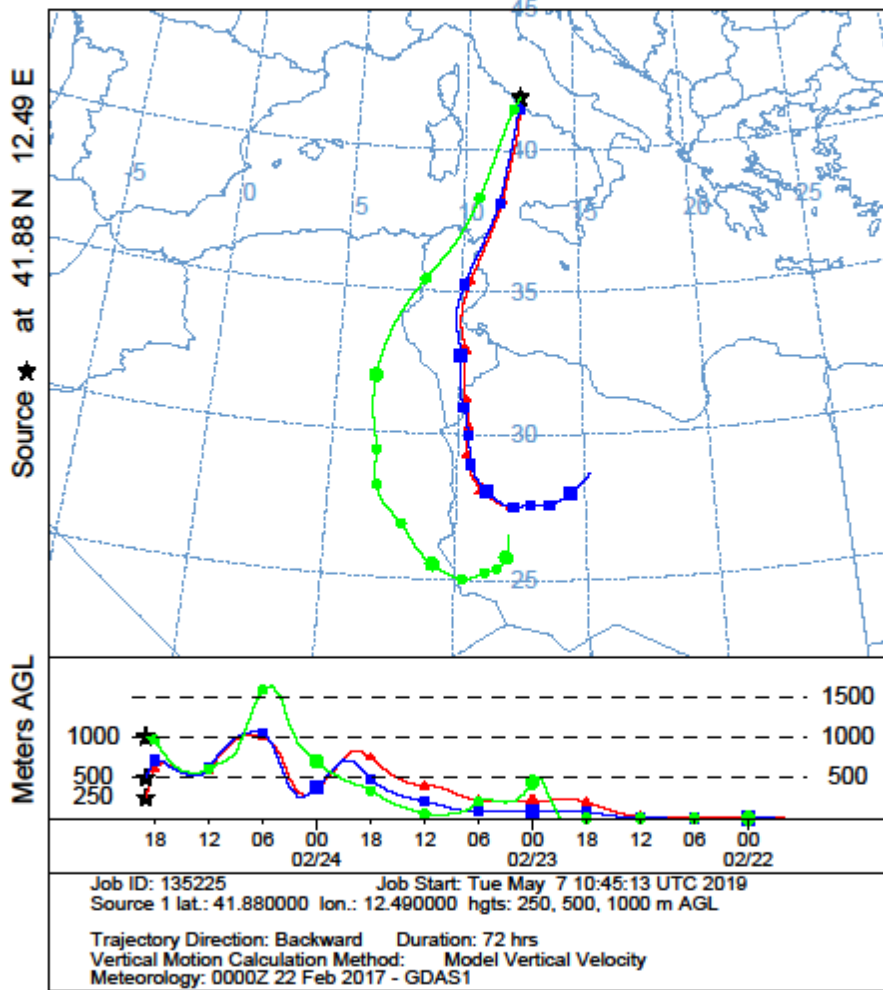 45
Source ★ at 41.88 N 12.49 E
-5
0
5
10
15
20
25
40
35
30
25
Meters AGL
1500
1000
1000
500
500
250
18 12 06 00 18 12 06 00 18 12 06 00
02/24 02/23 02/22
Job ID: 135225 Job Start: Tue May 7 10:45:13 UTC 2019
Source 1 lat.: 41.880000 lon.: 12.490000 hgts: 250, 500, 1000 m AGL
Trajectory Direction: Backward Duration: 72 hrs
Vertical Motion Calculation Method: Model Vertical Velocity
Meteorology: 0000Z 22 Feb 2017 - GDAS1